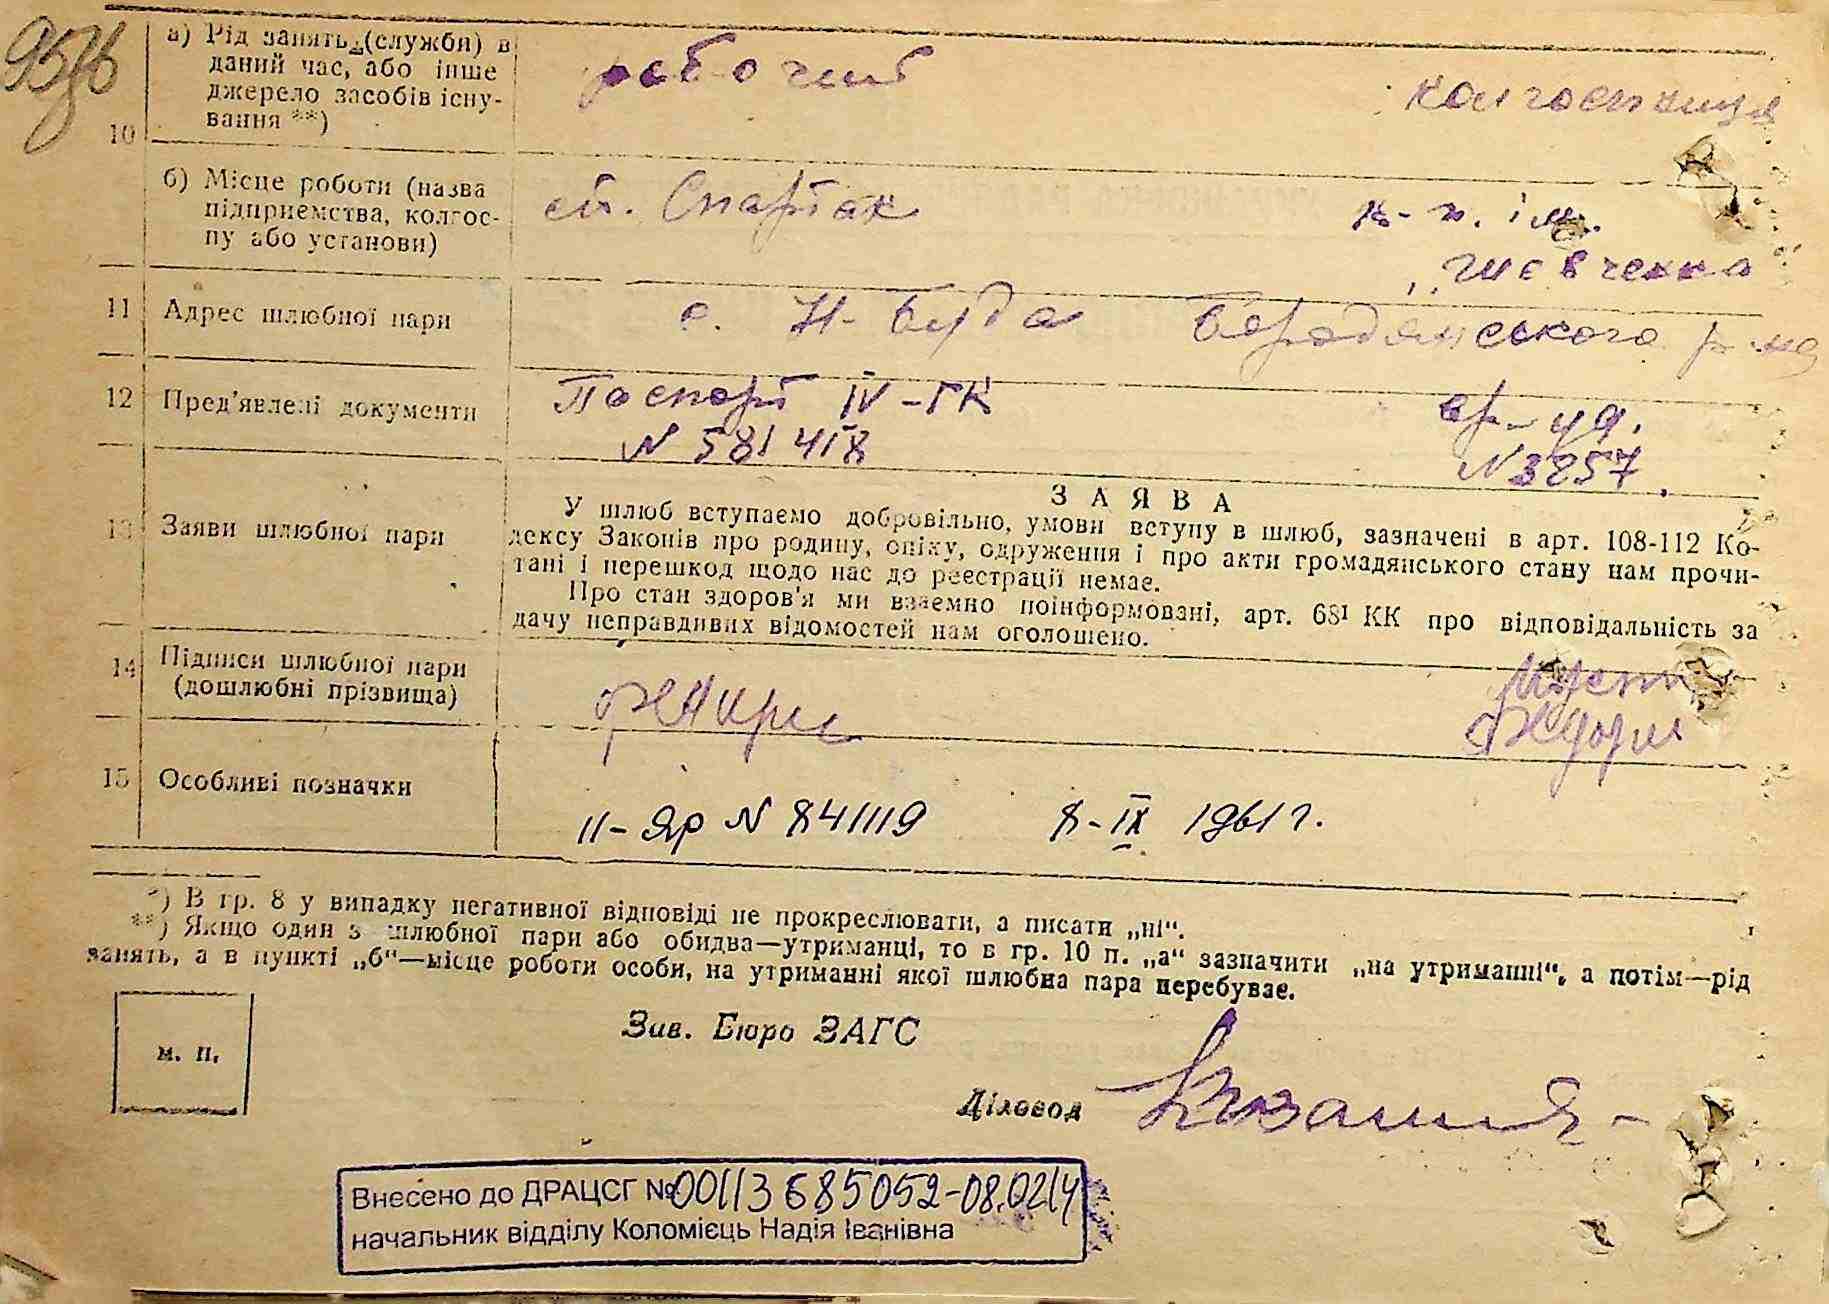 а) Рід занять (служби) в
даний час, або інше
джерело засобів існу-
вання **)
рабочий
колгоспниця
10
б) Місце роботи (назва
підприємства, колгос-
пу або установи)
ст. Спартак
к-п. ім.
„Шевченка
11 Адрес шлюбної пари
с. Н-Буда Бородянського р-на
12 Пред'явлені документи
Паспорт IV-ГК
N 581418
N 3257
13 Заяви шлюбної пари
ЗАЯВА
У шлюб вступаємо добровільно, умови вступу в шлюб, зазначені в арт. 108-112 Ко-
дексу Законів про родину, опіку, одруження і про акти громадянського стану нам прочи-
тані і перешкод щодо нас до реєстрації немає.
Про стан здоров'я ми взаємно поінформовані, арт. 68¹ КК про відповідальність за
дачу неправдивих відомостей нам оголошено.
14 Підписи шлюбної пари
(дошлюбні прізвища)
15 Особливі позначки
II-Яр N 841119 8-IX 1961 г.
*) В гр. 8 у випадку негативної відповіді не прокреслювати, а писати „ні“.
**) Якщо один з шлюбної пари або обидва—утриманці, то в гр. 10 п. „а“ зазначити „на утриманні“, а потім—рід
занять, а в пункті „б“—місце роботи особи, на утриманні якої шлюбна пара перебуває.
м. п.
Зав. Бюро ЗАГС
Діловод
Внесено до ДРАЦСГ №00113685052-08.02.14
начальник відділу Коломієць Надія Іванівна